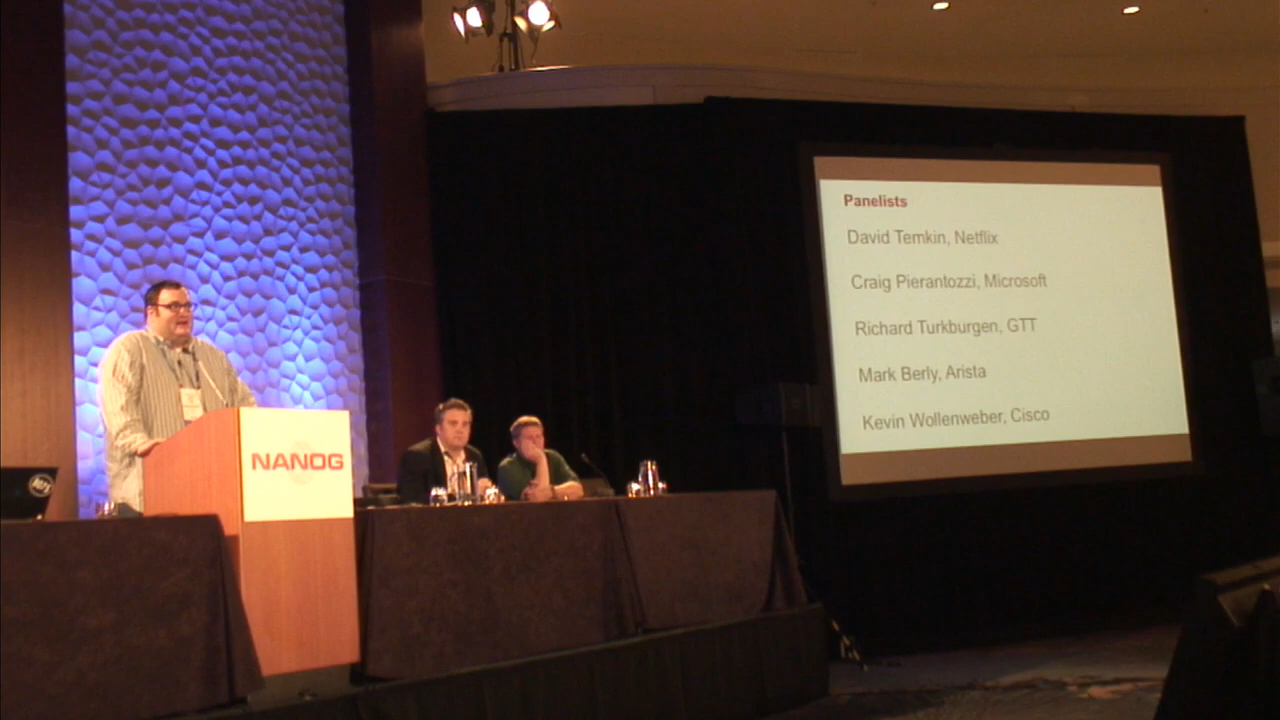 NANOG
Panelists
David Temkin, Netflix
Craig Pierantozzi, Microsoft
Richard Turkburgen, GTT
Mark Berly, Arista
Kevin Wollenweber, Cisco